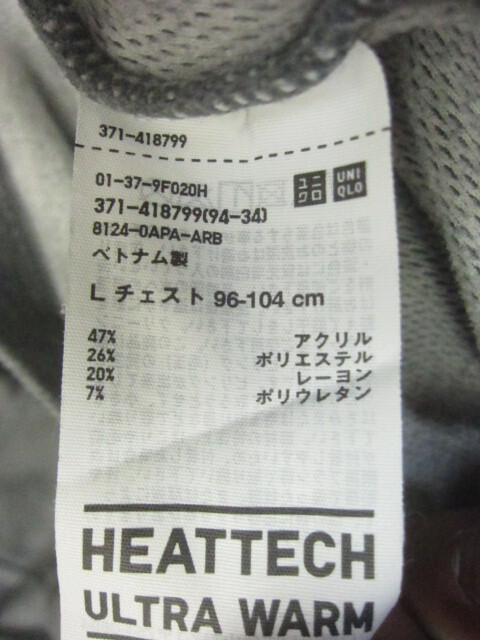 371-418799
01-37-9F020H
ユニクロ
UNIQLO
371-418799(94-34)
8124-0APA-ARB
ベトナム製
L チェスト 96-104 cm
47% アクリル
26% ポリエステル
20% レーヨン
7% ポリウレタン
HEATTECH
ULTRA WARM